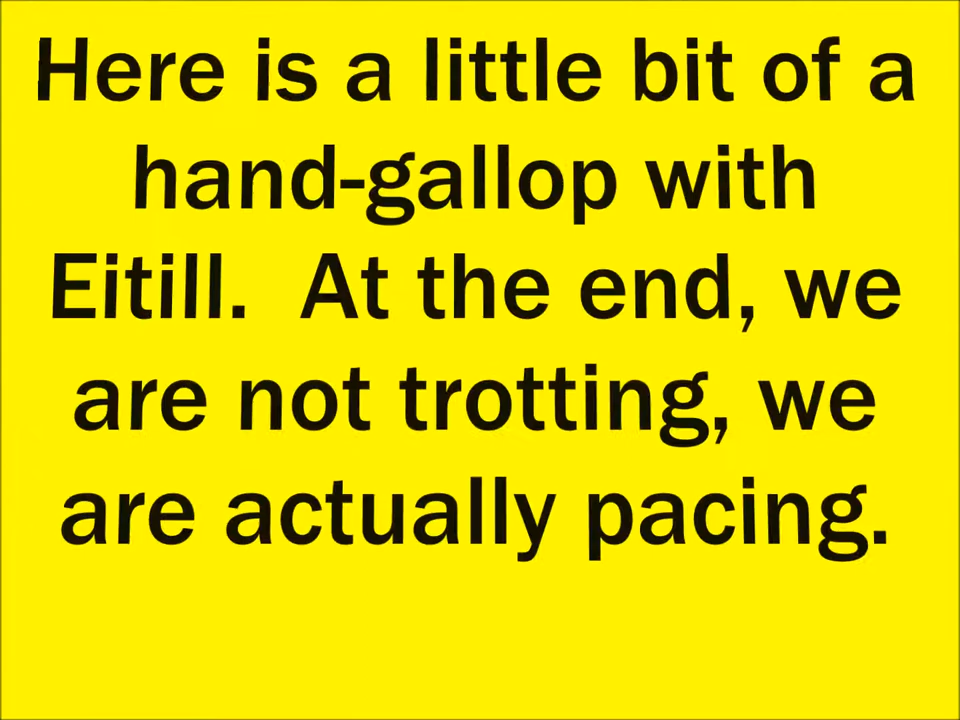 Here is a little bit of a
hand-gallop with
Eitill.  At the end, we
are not trotting, we
are actually pacing.